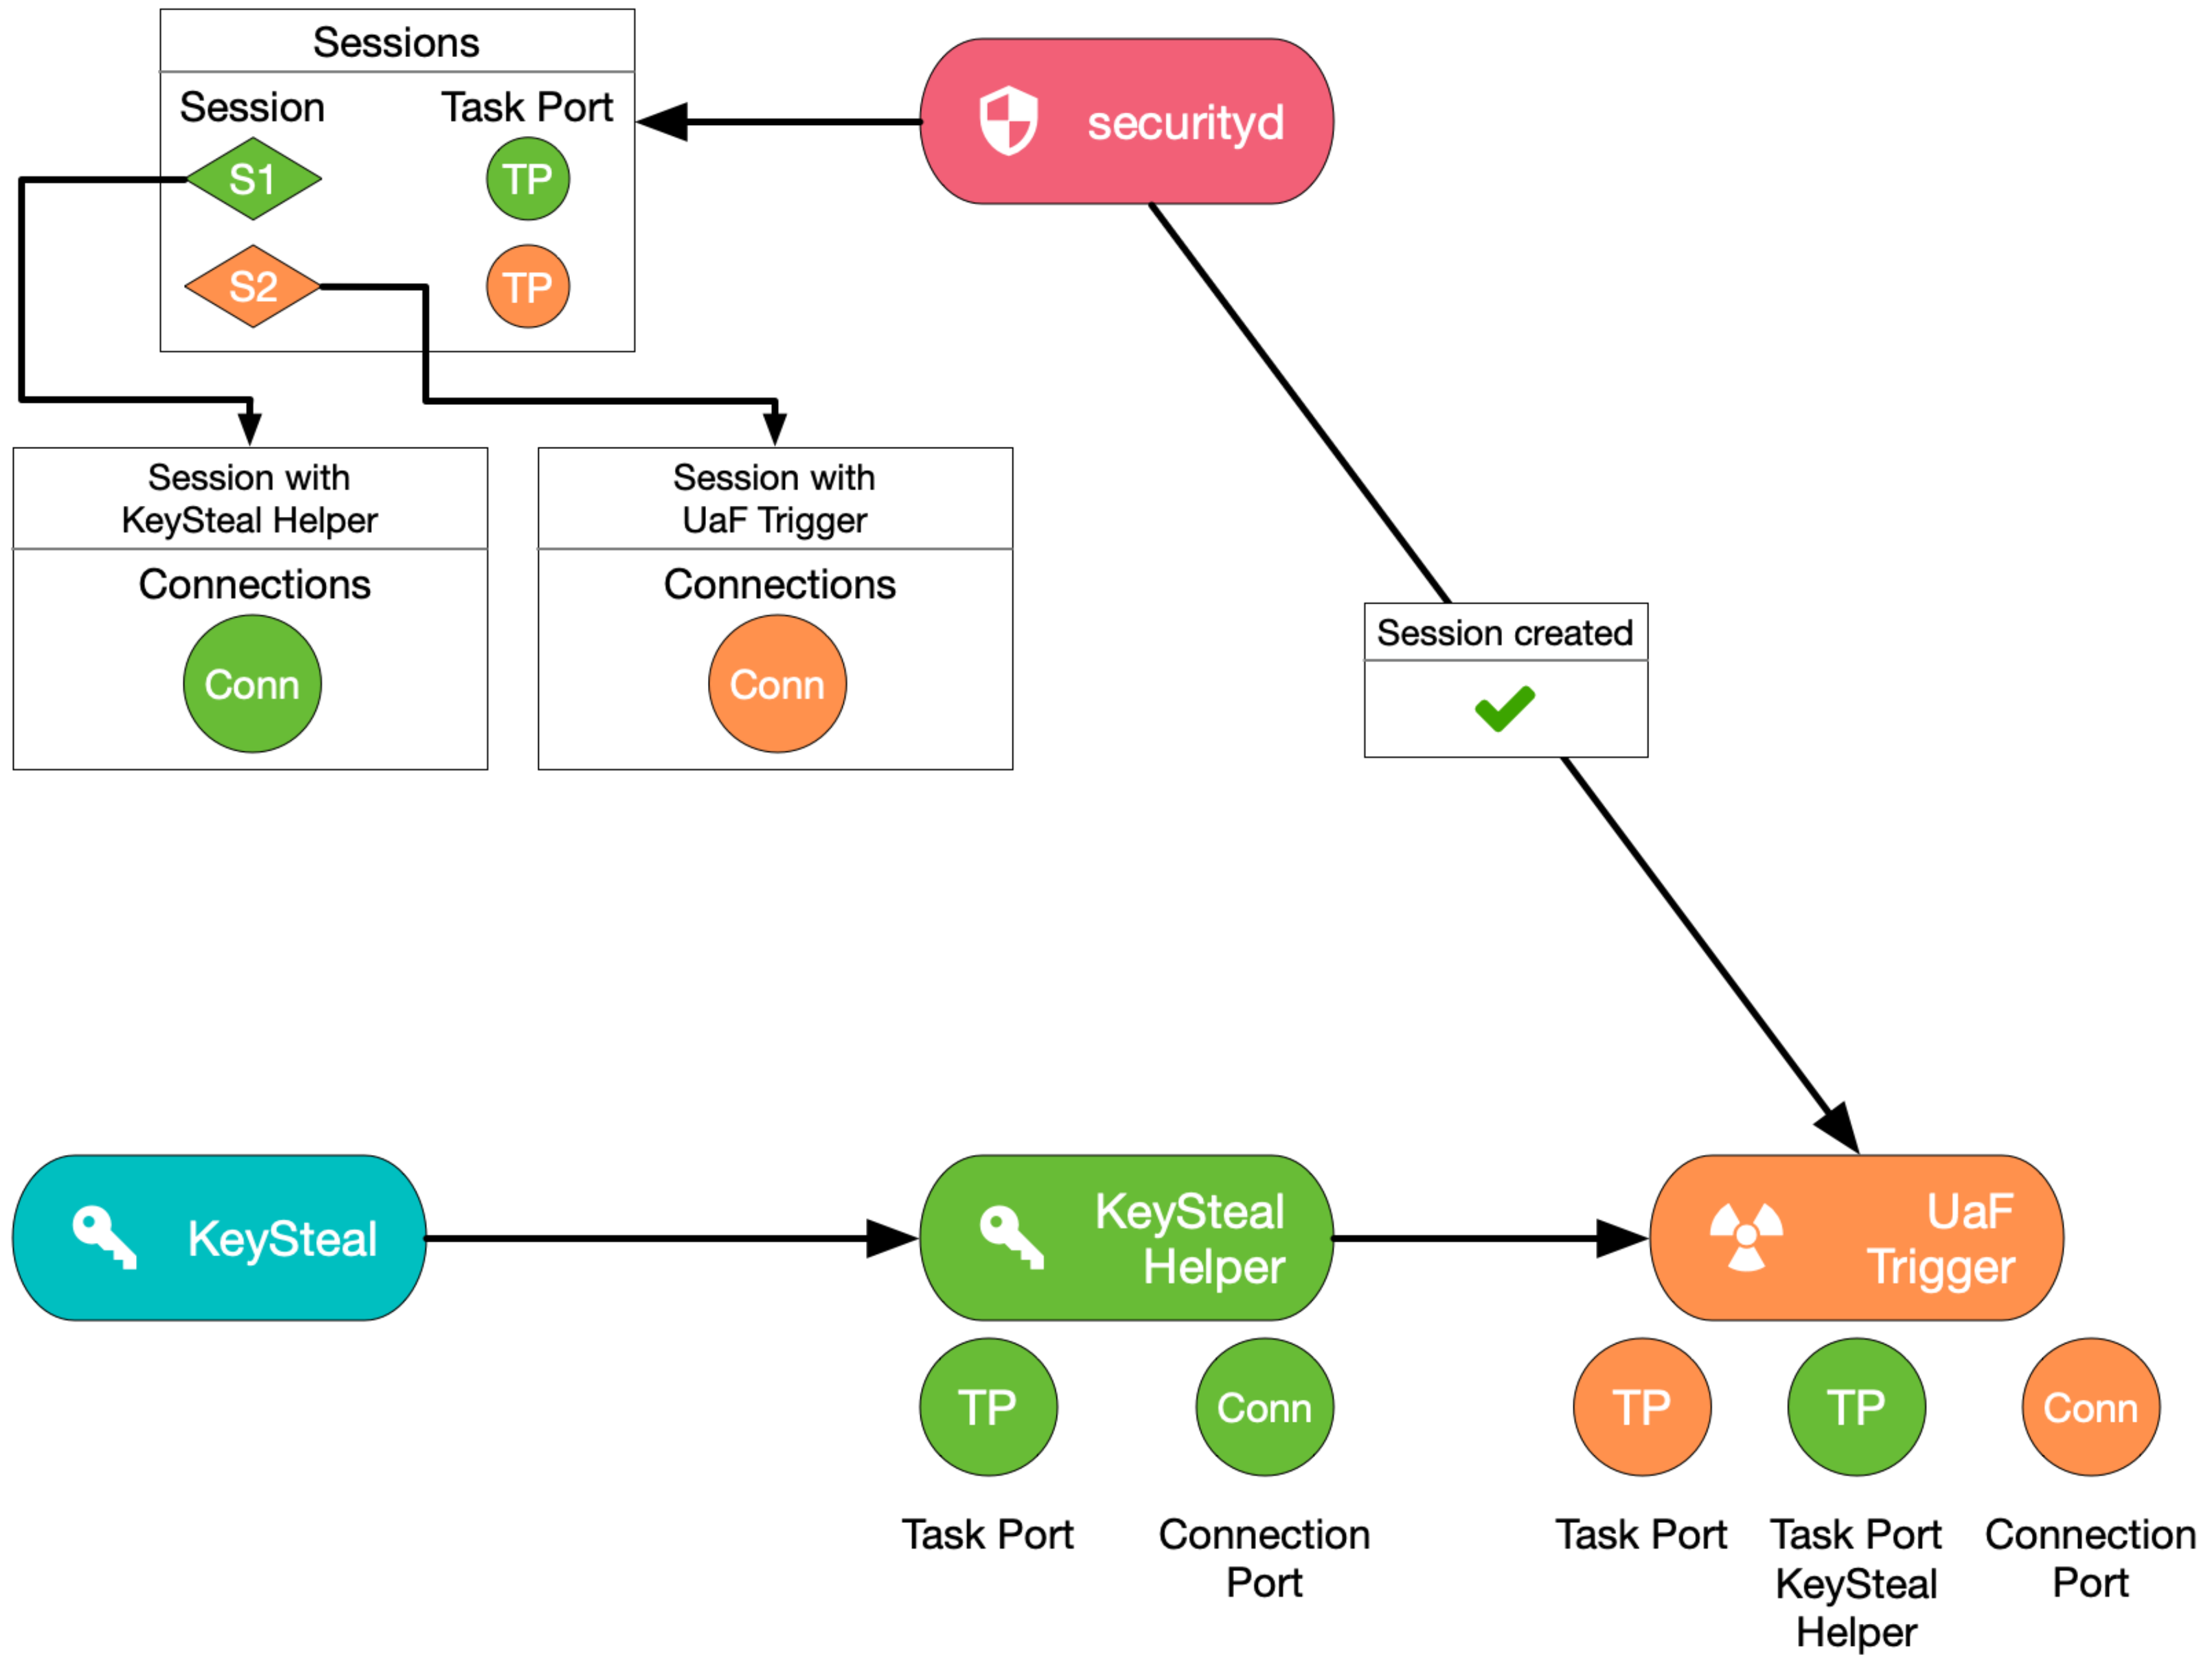 Sessions
Session
Task Port
S1
TP
S2
TP
securityd
Session with
KeySteal Helper
Connections
Conn
Session with
UaF Trigger
Connections
Conn
Session created
KeySteal
KeySteal
Helper
UaF
Trigger
TP
Conn
TP
TP
Conn
Task Port
Connection
Port
Task Port
Task Port
KeySteal
Helper
Connection
Port